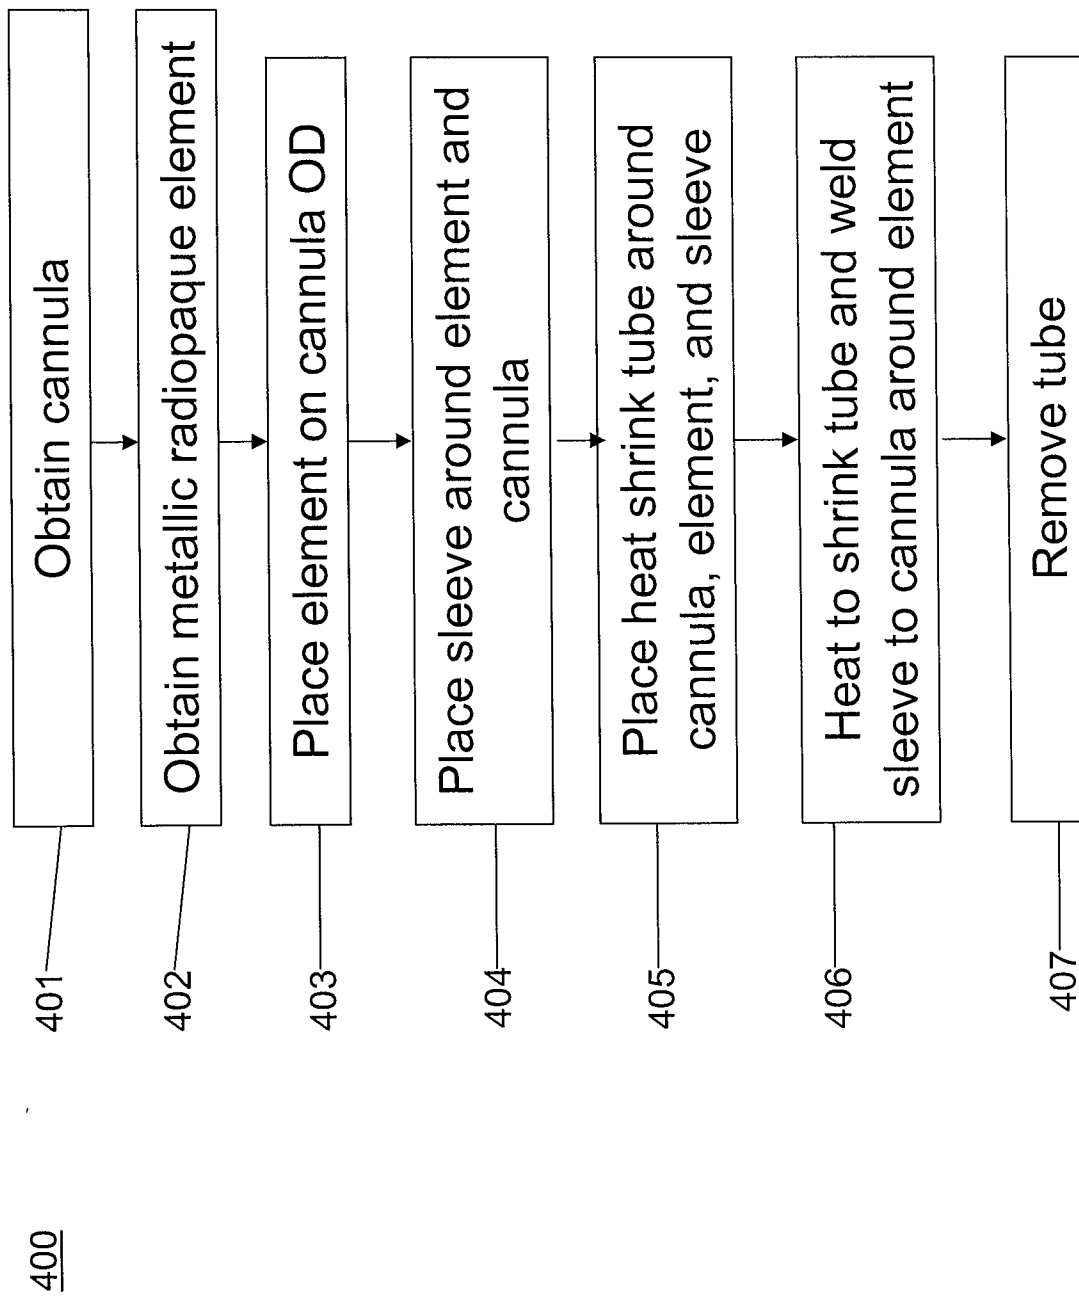 400
401
Obtain cannula
402
Obtain metallic radiopaque element
403
Place element on cannula OD
404
Place sleeve around element and
cannula
405
Place heat shrink tube around
cannula, element, and sleeve
406
Heat to shrink tube and weld
sleeve to cannula around element
407
Remove tube